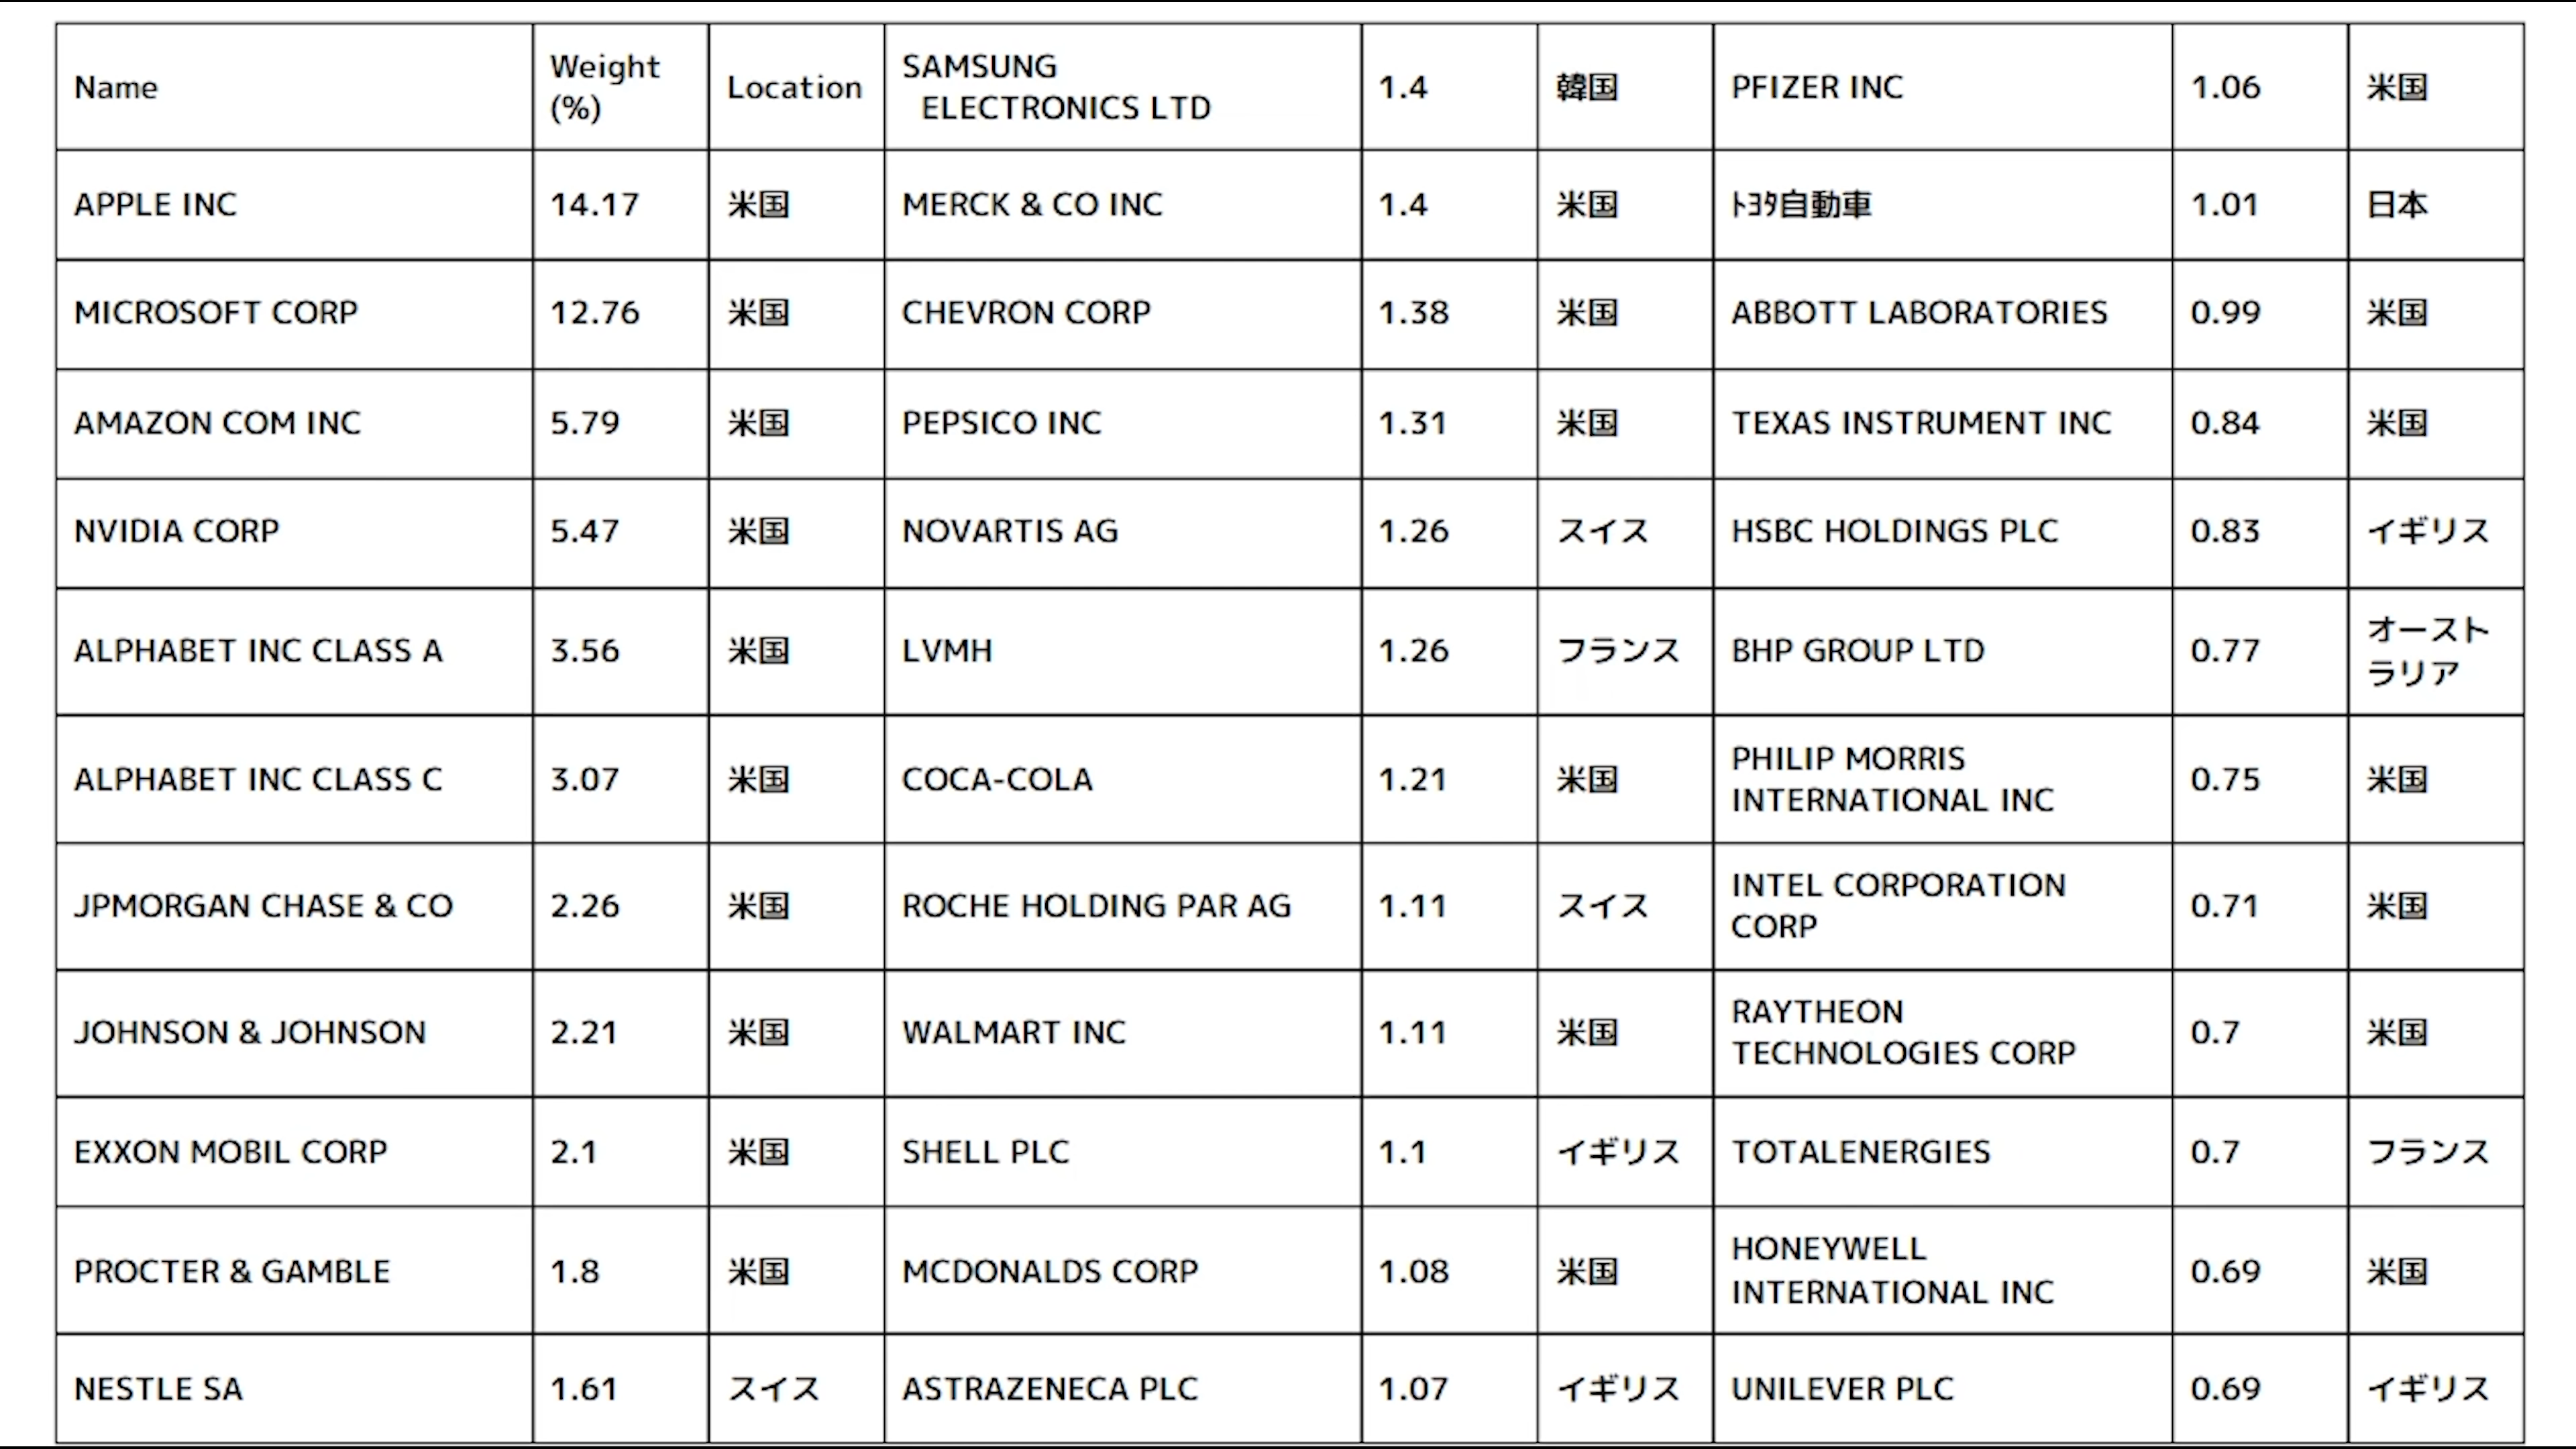 Name Weight (%) Location SAMSUNG ELECTRONICS LTD 1.4 韓国 PFIZER INC 1.06 米国
APPLE INC 14.17 米国 MERCK & CO INC 1.4 米国 ﾄﾖﾀ自動車 1.01 日本
MICROSOFT CORP 12.76 米国 CHEVRON CORP 1.38 米国 ABBOTT LABORATORIES 0.99 米国
AMAZON COM INC 5.79 米国 PEPSICO INC 1.31 米国 TEXAS INSTRUMENT INC 0.84 米国
NVIDIA CORP 5.47 米国 NOVARTIS AG 1.26 スイス HSBC HOLDINGS PLC 0.83 イギリス
ALPHABET INC CLASS A 3.56 米国 LVMH 1.26 フランス BHP GROUP LTD 0.77 オーストラリア
ALPHABET INC CLASS C 3.07 米国 COCA-COLA 1.21 米国 PHILIP MORRIS INTERNATIONAL INC 0.75 米国
JPMORGAN CHASE & CO 2.26 米国 ROCHE HOLDING PAR AG 1.11 スイス INTEL CORPORATION CORP 0.71 米国
JOHNSON & JOHNSON 2.21 米国 WALMART INC 1.11 米国 RAYTHEON TECHNOLOGIES CORP 0.7 米国
EXXON MOBIL CORP 2.1 米国 SHELL PLC 1.1 イギリス TOTALENERGIES 0.7 フランス
PROCTER & GAMBLE 1.8 米国 MCDONALDS CORP 1.08 米国 HONEYWELL INTERNATIONAL INC 0.69 米国
NESTLE SA 1.61 スイス ASTRAZENECA PLC 1.07 イギリス UNILEVER PLC 0.69 イギリス